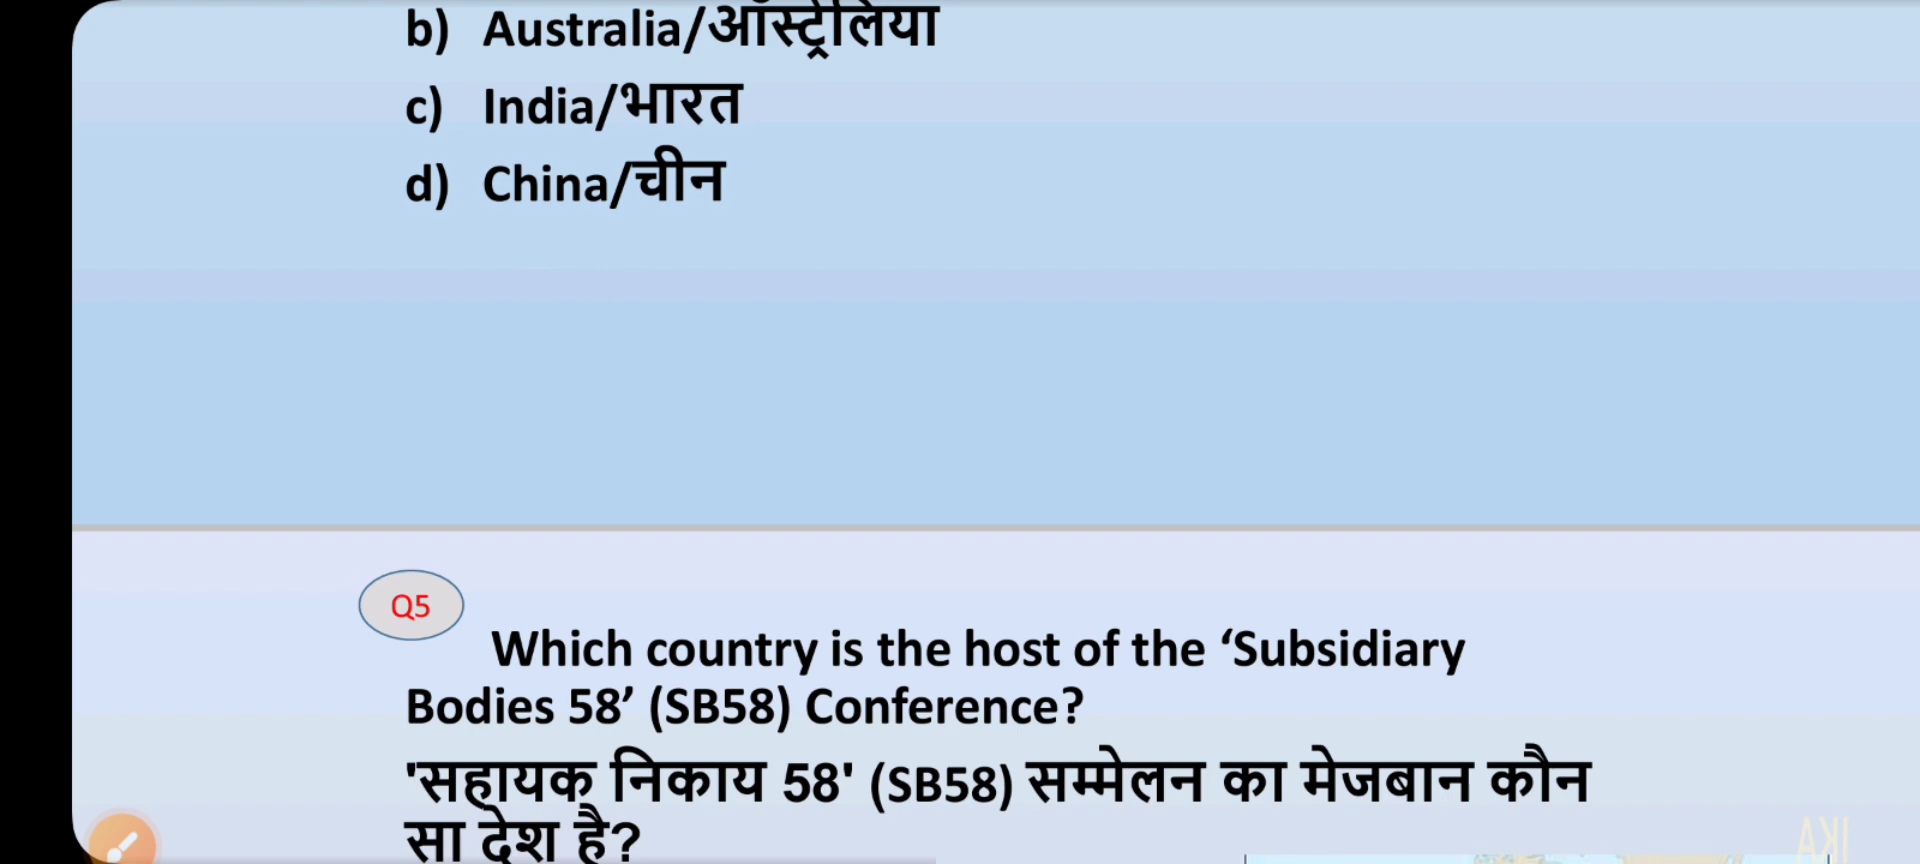 b) Australia/ऑस्ट्रेलिया
c) India/भारत
d) China/चीन
Q5
Which country is the host of the ‘Subsidiary
Bodies 58’ (SB58) Conference?
'सहायक निकाय 58' (SB58) सम्मेलन का मेजबान कौन
सा देश है?